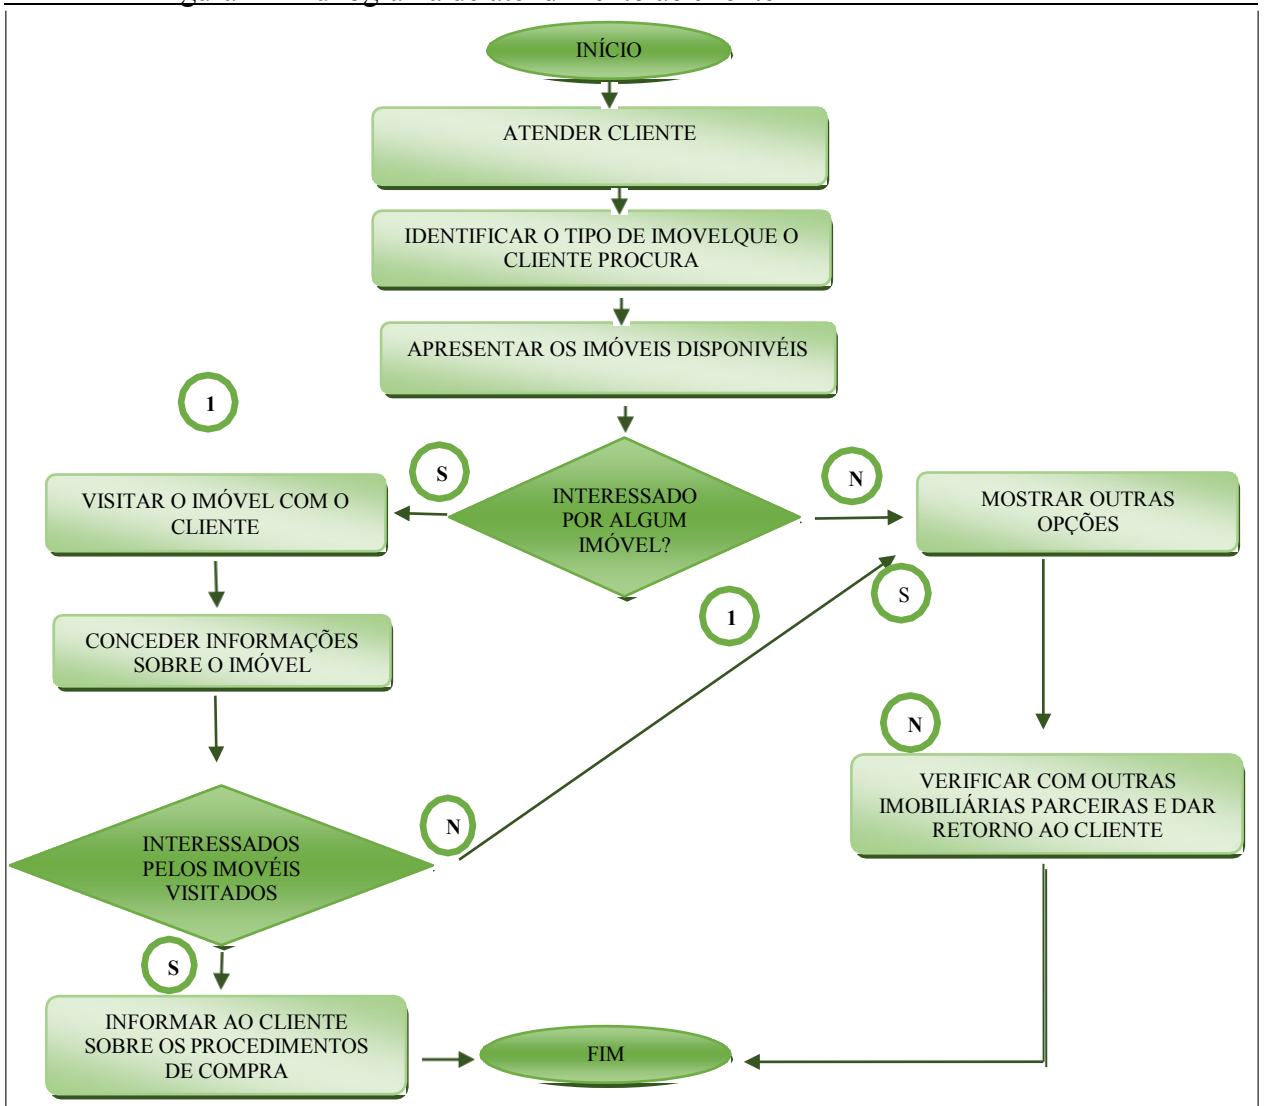 INÍCIO
ATENDER CLIENTE
IDENTIFICAR O TIPO DE IMOVELQUE O
CLIENTE PROCURA
APRESENTAR OS IMÓVEIS DISPONIVÉIS
1
S
N
VISITAR O IMÓVEL COM O
CLIENTE
INTERESSADO
POR ALGUM
IMÓVEL?
MOSTRAR OUTRAS
OPÇÕES
S
1
CONCEDER INFORMAÇÕES
SOBRE O IMÓVEL
N
VERIFICAR COM OUTRAS
IMOBILIÁRIAS PARCEIRAS E DAR
RETORNO AO CLIENTE
N
INTERESSADOS
PELOS IMOVÉIS
VISITADOS
S
INFORMAR AO CLIENTE
SOBRE OS PROCEDIMENTOS
DE COMPRA
FIM